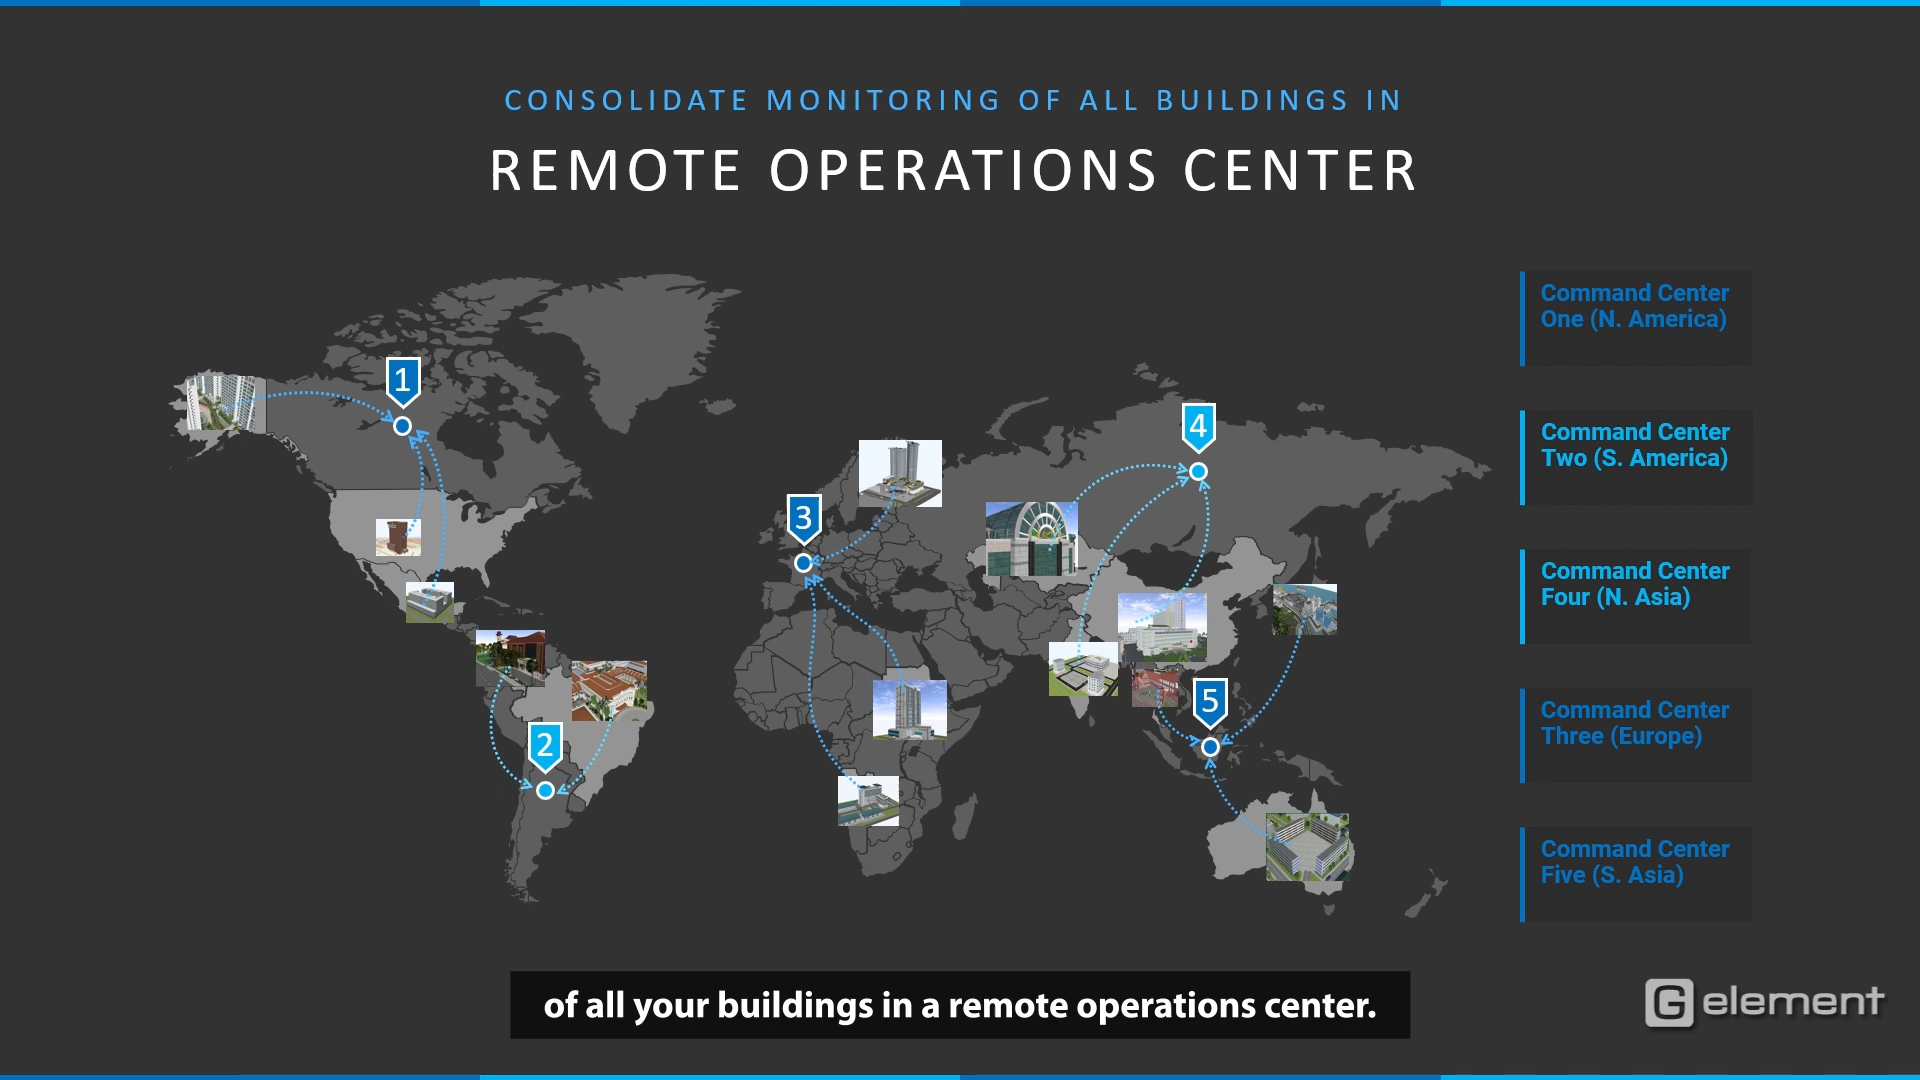 CONSOLIDATE MONITORING OF ALL BUILDINGS IN
REMOTE OPERATIONS CENTER
1
2
3
4
5
Command Center
One (N. America)
Command Center
Two (S. America)
Command Center
Four (N. Asia)
Command Center
Three (Europe)
Command Center
Five (S. Asia)
of all your buildings in a remote operations center.
G element